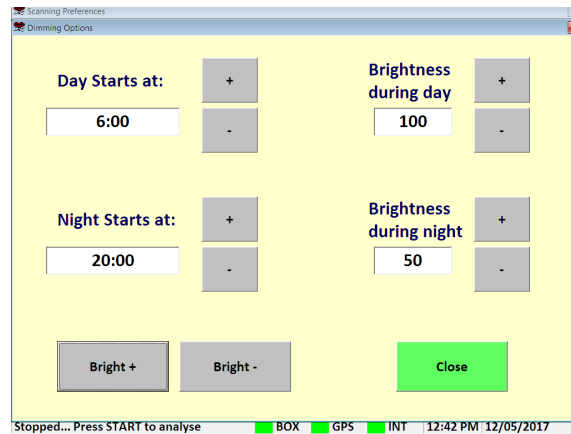 Scanning Preferences
Dimming Options
Day Starts at:
+
6:00
-
Brightness
during day
+
100
-
Night Starts at:
+
20:00
-
Brightness
during night
+
50
-
Bright +
Bright -
Close
Stopped... Press START to analyse BOX GPS INT 12:42 PM 12/05/2017